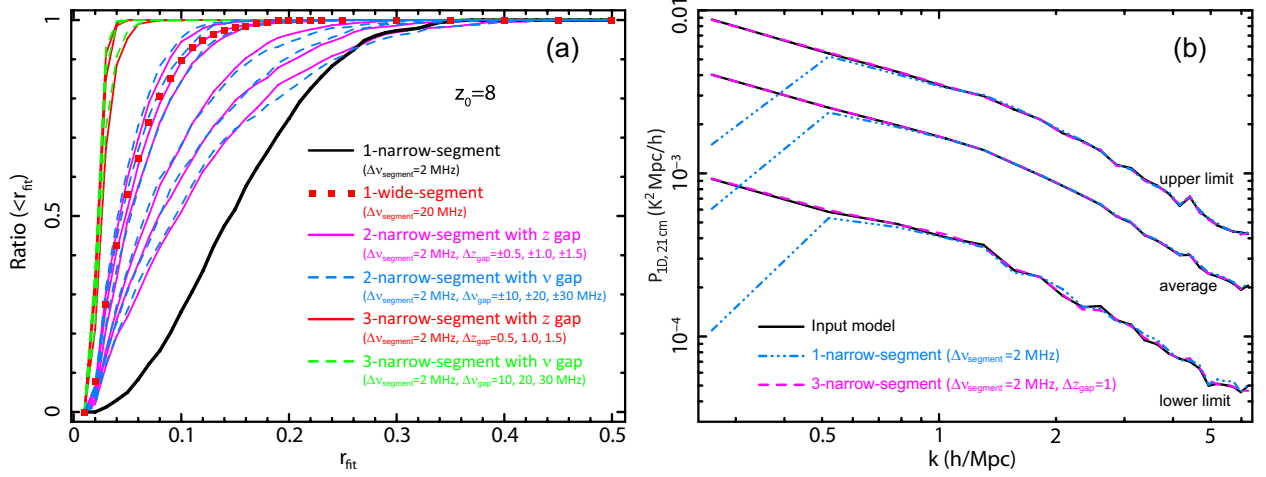 (a)
z₀=8
1
0.5
0
Ratio (<r_fit)
1-narrow-segment
(Δν_segment=2 MHz)
1-wide-segment
(Δν_segment=20 MHz)
2-narrow-segment with z gap
(Δν_segment=2 MHz, Δz_gap=±0.5, ±1.0, ±1.5)
2-narrow-segment with ν gap
(Δν_segment=2 MHz, Δν_gap=±10, ±20, ±30 MHz)
3-narrow-segment with z gap
(Δν_segment=2 MHz, Δz_gap=0.5, 1.0, 1.5)
3-narrow-segment with ν gap
(Δν_segment=2 MHz, Δν_gap=10, 20, 30 MHz)
0 0.1 0.2 0.3 0.4 0.5
r_fit
(b)
0.01
10⁻³
10⁻⁴
P_1D, 21 cm (K² Mpc/h)
upper limit
average
lower limit
Input model
1-narrow-segment (Δν_segment=2 MHz)
3-narrow-segment (Δν_segment=2 MHz, Δz_gap=1)
0.5 1 2 5
k (h/Mpc)